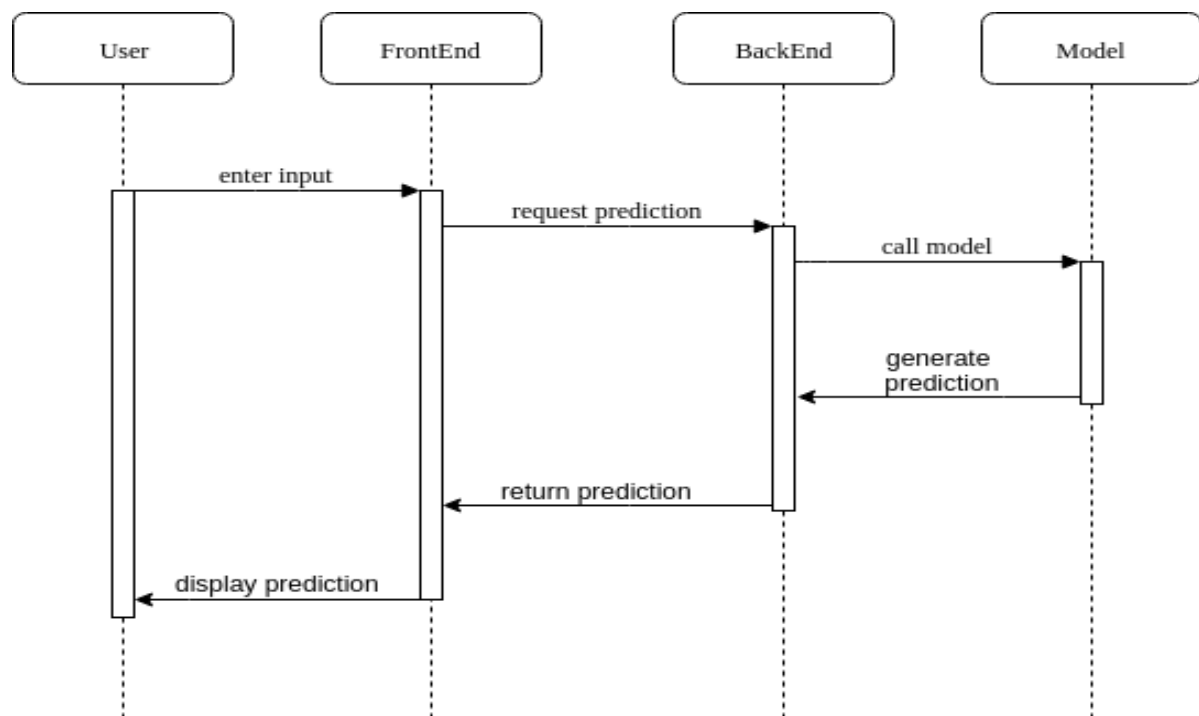 User
FrontEnd
BackEnd
Model
enter input
request prediction
call model
generate
prediction
return prediction
display prediction